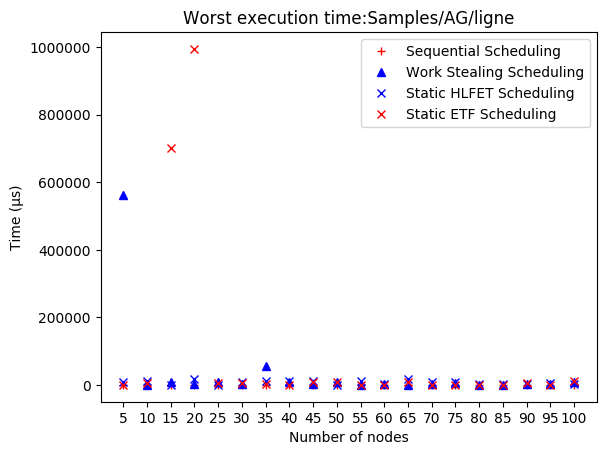 Worst execution time:Samples/AG/ligne
Sequential Scheduling
Work Stealing Scheduling
Static HLFET Scheduling
Static ETF Scheduling
1000000
800000
600000
400000
200000
0
Time (µs)
5 10 15 20 25 30 35 40 45 50 55 60 65 70 75 80 85 90 95 100
Number of nodes